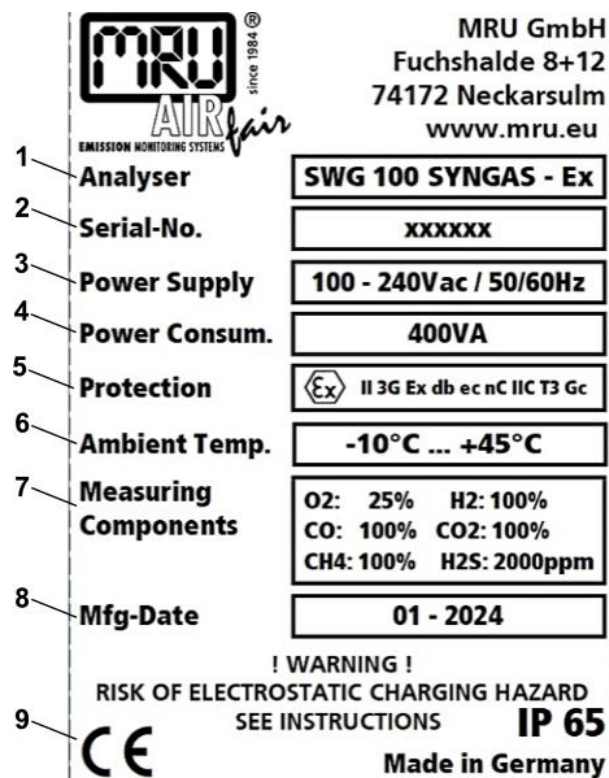 MRU
® since 1984
AIR fair
EMISSION MONITORING SYSTEMS
MRU GmbH
Fuchshalde 8+12
74172 Neckarsulm
www.mru.eu
1 Analyser SWG 100 SYNGAS - Ex
2 Serial-No. xxxxxx
3 Power Supply 100 - 240Vac / 50/60Hz
4 Power Consum. 400VA
5 Protection Ex II 3G Ex db ec nC IIC T3 Gc
6 Ambient Temp. -10°C ... +45°C
7 Measuring Components
O2: 25% H2: 100%
CO: 100% CO2: 100%
CH4: 100% H2S: 2000ppm
8 Mfg-Date 01 - 2024
! WARNING !
RISK OF ELECTROSTATIC CHARGING HAZARD
SEE INSTRUCTIONS IP 65
9 CE
Made in Germany